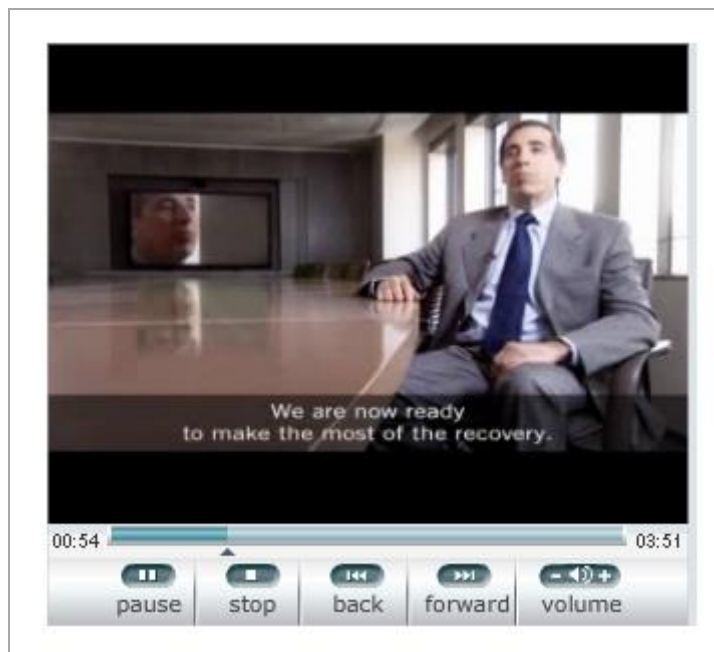 We are now ready
to make the most of the recovery.
00:54 03:51
pause stop back forward volume